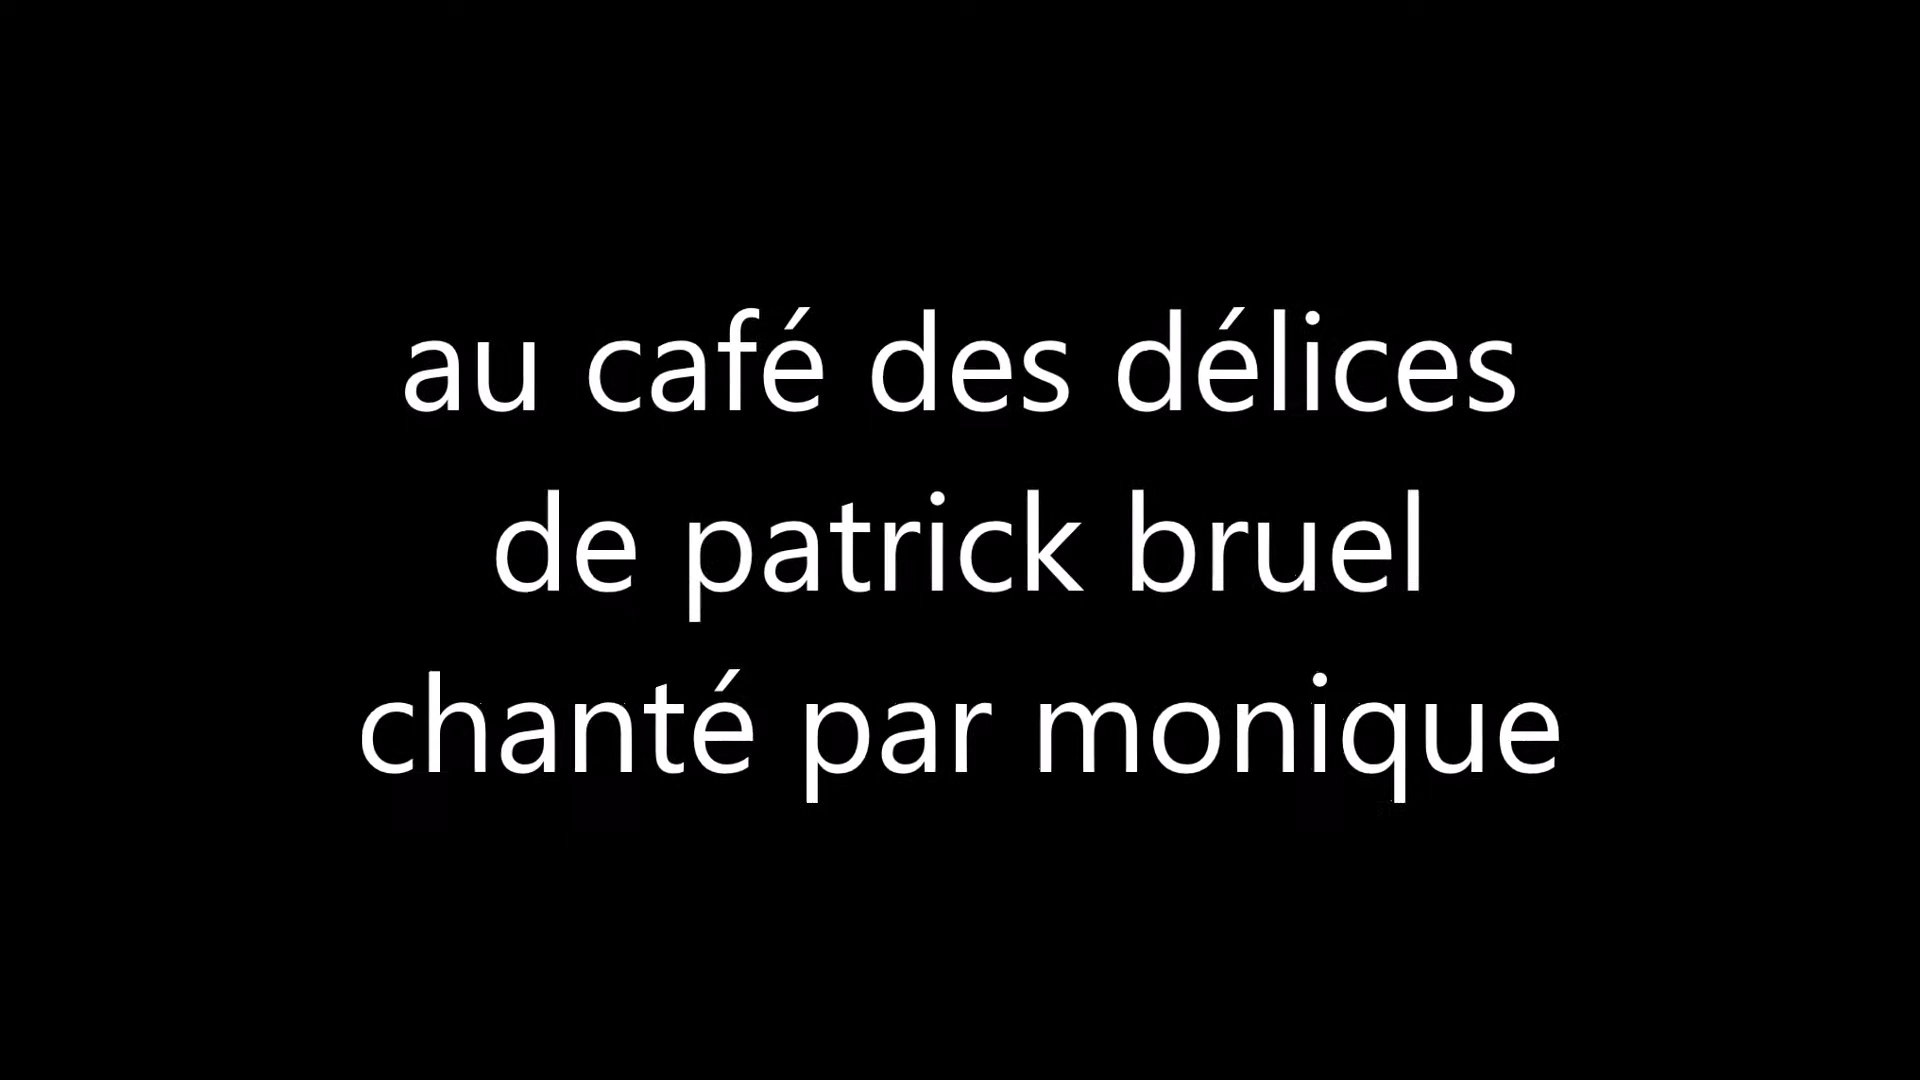 au café des délices
de patrick bruel
chanté par monique